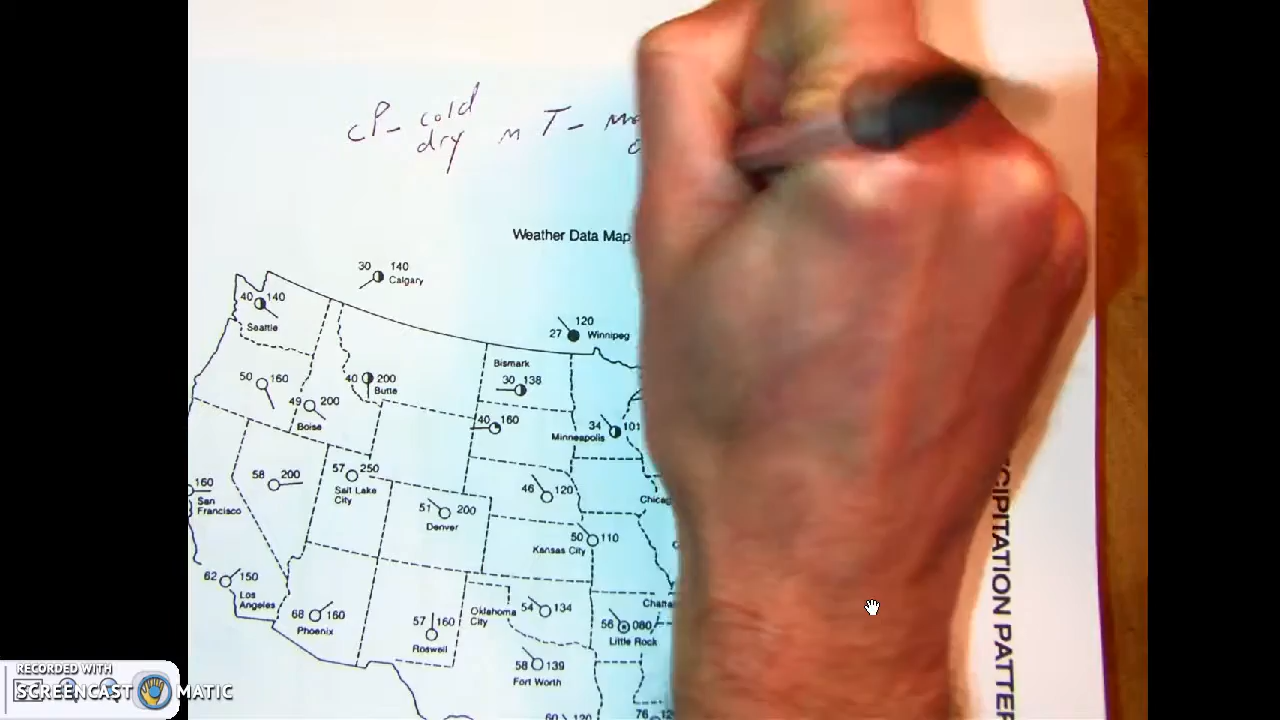 cP- cold
dry
m T-
Weather Data Map
30 140
Calgary
40 140
Seattle
120
27 Winnipeg
Bismark
30 138
50 160
40 200
Butte
49 200
Boise
40 160
34 101
Minneapolis
58 200
57 250
Salt Lake
City
160
San
Francisco
46 120
51 200
Denver
50 110
Kansas City
62 150
Los
Angeles
68 160
Phoenix
57 160
Roswell
Oklahoma
City
54 134
56 080
Little Rock
58 139
Fort Worth
76
CIPITATION PATTER
RECORDED WITH
SCREENCAST MATIC